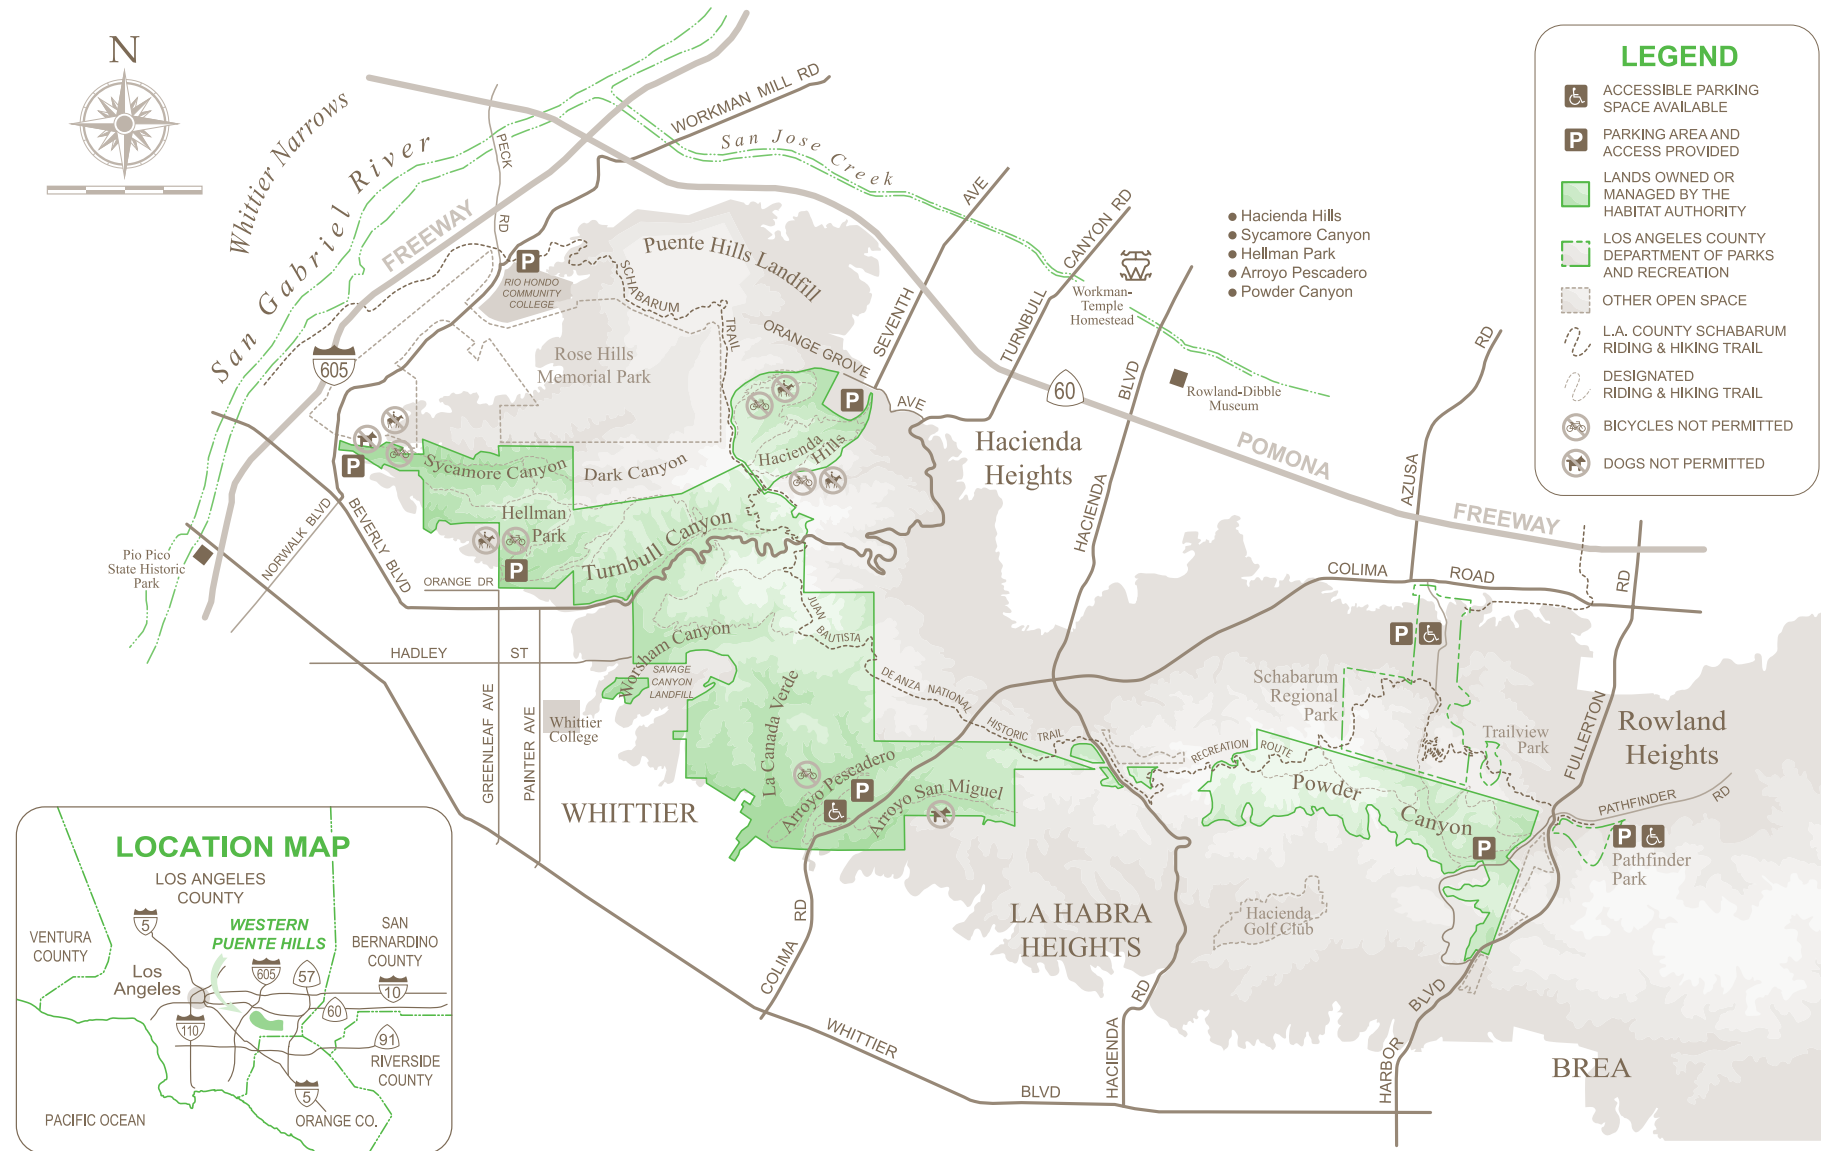 N
Whittier Narrows
San Gabriel River
FREEWAY
605
PECK
RD
WORKMAN MILL RD
San Jose Creek
RIO HONDO
COMMUNITY
COLLEGE
P
Puente Hills Landfill
SCHABARUM
TRAIL
Rose Hills
Memorial Park
ORANGE GROVE
AVE
SEVENTH
AVE
TURNBULL
CANYON RD
Workman-
Temple
Homestead
Hacienda Hills
Sycamore Canyon
Hellman Park
Arroyo Pescadero
Powder Canyon
Rowland-Dibble
Museum
60
POMONA
FREEWAY
HACIENDA
BLVD
AZUSA
RD
Hacienda
Heights
P
Hacienda
Hills
P
Sycamore Canyon
Dark Canyon
Hellman
Park
P
Turnbull Canyon
NORWALK BLVD
BEVERLY BLVD
ORANGE DR
Pio Pico
State Historic
Park
HADLEY
ST
GREENLEAF AVE
PAINTER AVE
Worsham Canyon
SAVAGE
CANYON
LANDFILL
Whittier
College
WHITTIER
JUAN
BAUTISTA
DE ANZA NATIONAL
HISTORIC TRAIL
RECREATION ROUTE
La Canada Verde
Arroyo Pescadero
P
Arroyo San Miguel
COLIMA
ROAD
P
Schabarum
Regional
Park
Trailview
Park
FULLERTON
RD
Rowland
Heights
Powder
Canyon
P
PATHFINDER
RD
P
Pathfinder
Park
LA HABRA
HEIGHTS
Hacienda
Golf Club
COLIMA
RD
WHITTIER
BLVD
HACIENDA
RD
HARBOR
BLVD
BREA
LEGEND
ACCESSIBLE PARKING
SPACE AVAILABLE
P
PARKING AREA AND
ACCESS PROVIDED
LANDS OWNED OR
MANAGED BY THE
HABITAT AUTHORITY
LOS ANGELES COUNTY
DEPARTMENT OF PARKS
AND RECREATION
OTHER OPEN SPACE
L.A. COUNTY SCHABARUM
RIDING & HIKING TRAIL
DESIGNATED
RIDING & HIKING TRAIL
BICYCLES NOT PERMITTED
DOGS NOT PERMITTED
LOCATION MAP
LOS ANGELES
COUNTY
5
WESTERN
PUENTE HILLS
SAN
BERNARDINO
COUNTY
VENTURA
COUNTY
Los
Angeles
605
57
10
60
110
91
RIVERSIDE
COUNTY
5
ORANGE CO.
PACIFIC OCEAN